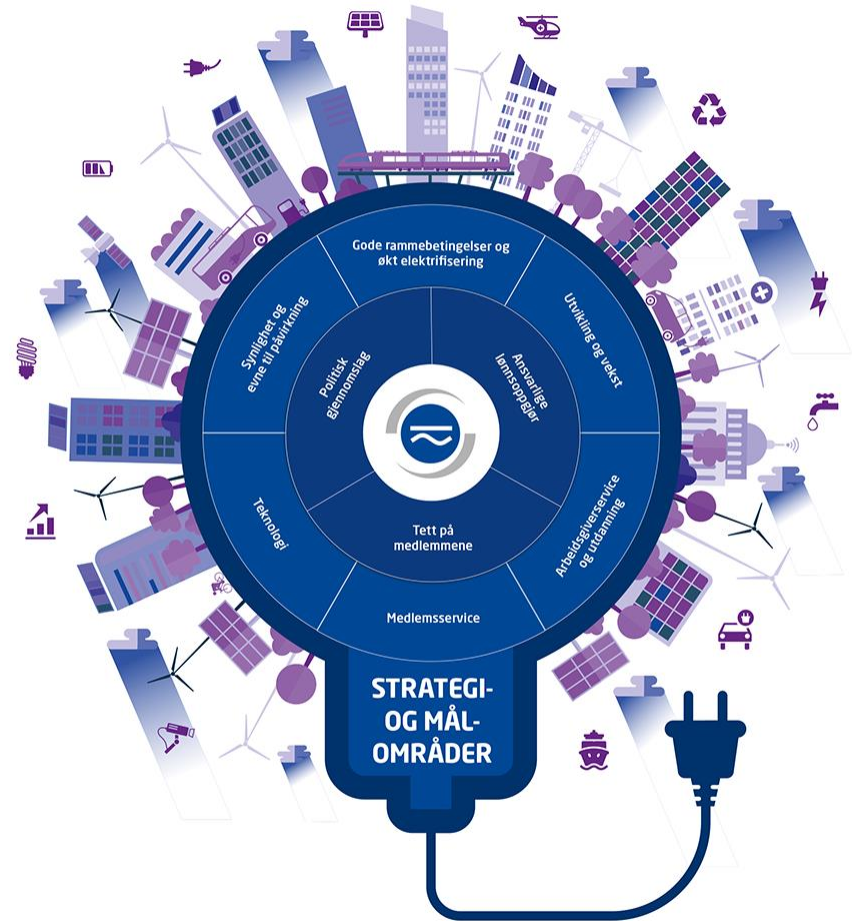 Gode rammebetingelser og
økt elektrifisering
Utvikling og vekst
Arbeidsgiverservice
og utdanning
Medlemsservice
Teknologi
Synlighet og
evne til påvirkning
Politisk
gjennomslag
Ansvarlige
lønnsoppgjør
Tett på
medlemmene
STRATEGI-
OG MÅL-
OMRÅDER